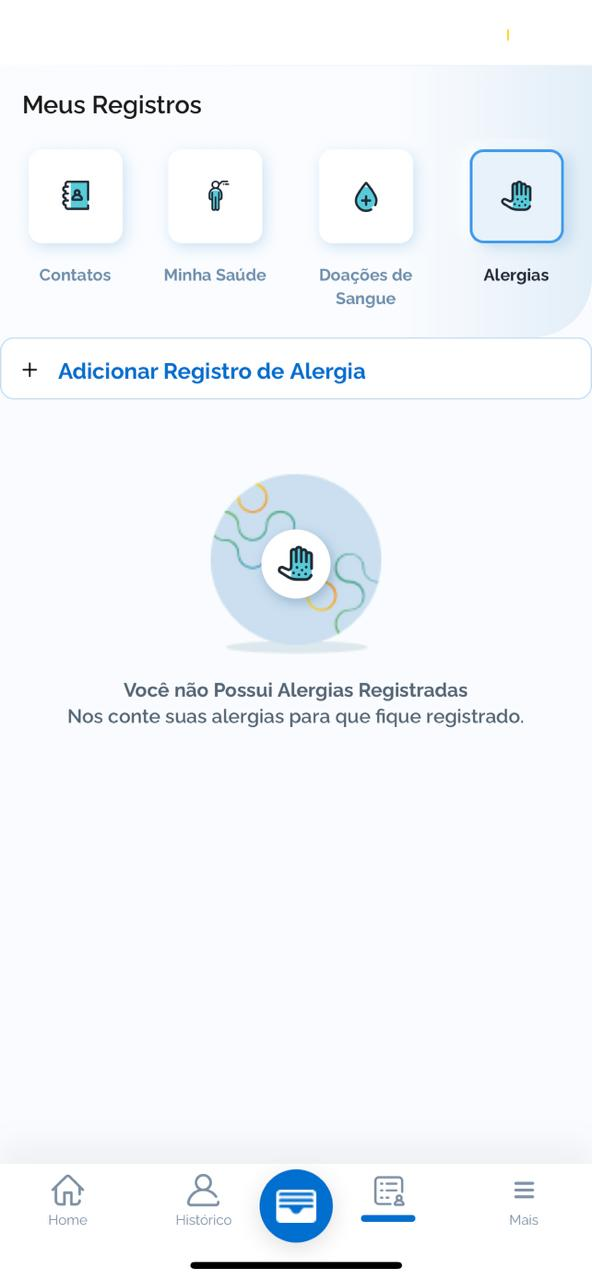 Meus Registros
Contatos
Minha Saúde
Doações de
Sangue
Alergias
+ Adicionar Registro de Alergia
Você não Possui Alergias Registradas
Nos conte suas alergias para que fique registrado.
Home
Histórico
Mais